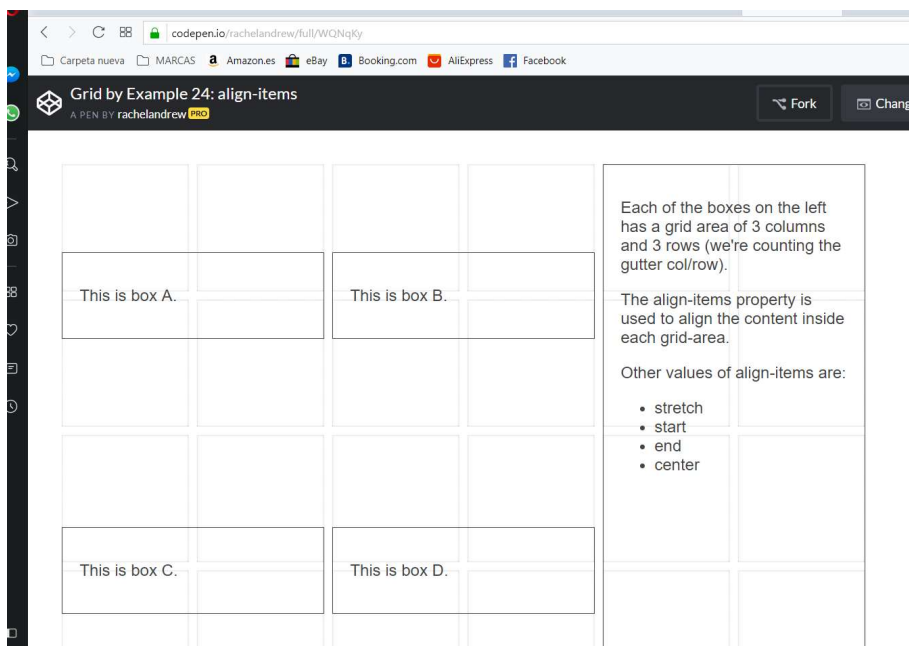 codepen.io/rachelandrew/full/WQNqKy
Carpeta nueva MARCAS a Amazon.es eBay B. Booking.com AliExpress f Facebook
Grid by Example 24: align-items
A PEN BY rachelandrew PRO
Fork Chang
This is box A.
This is box B.
Each of the boxes on the left
has a grid area of 3 columns
and 3 rows (we're counting the
gutter col/row).
The align-items property is
used to align the content inside
each grid-area.
Other values of align-items are:
• stretch
• start
• end
• center
This is box C.
This is box D.